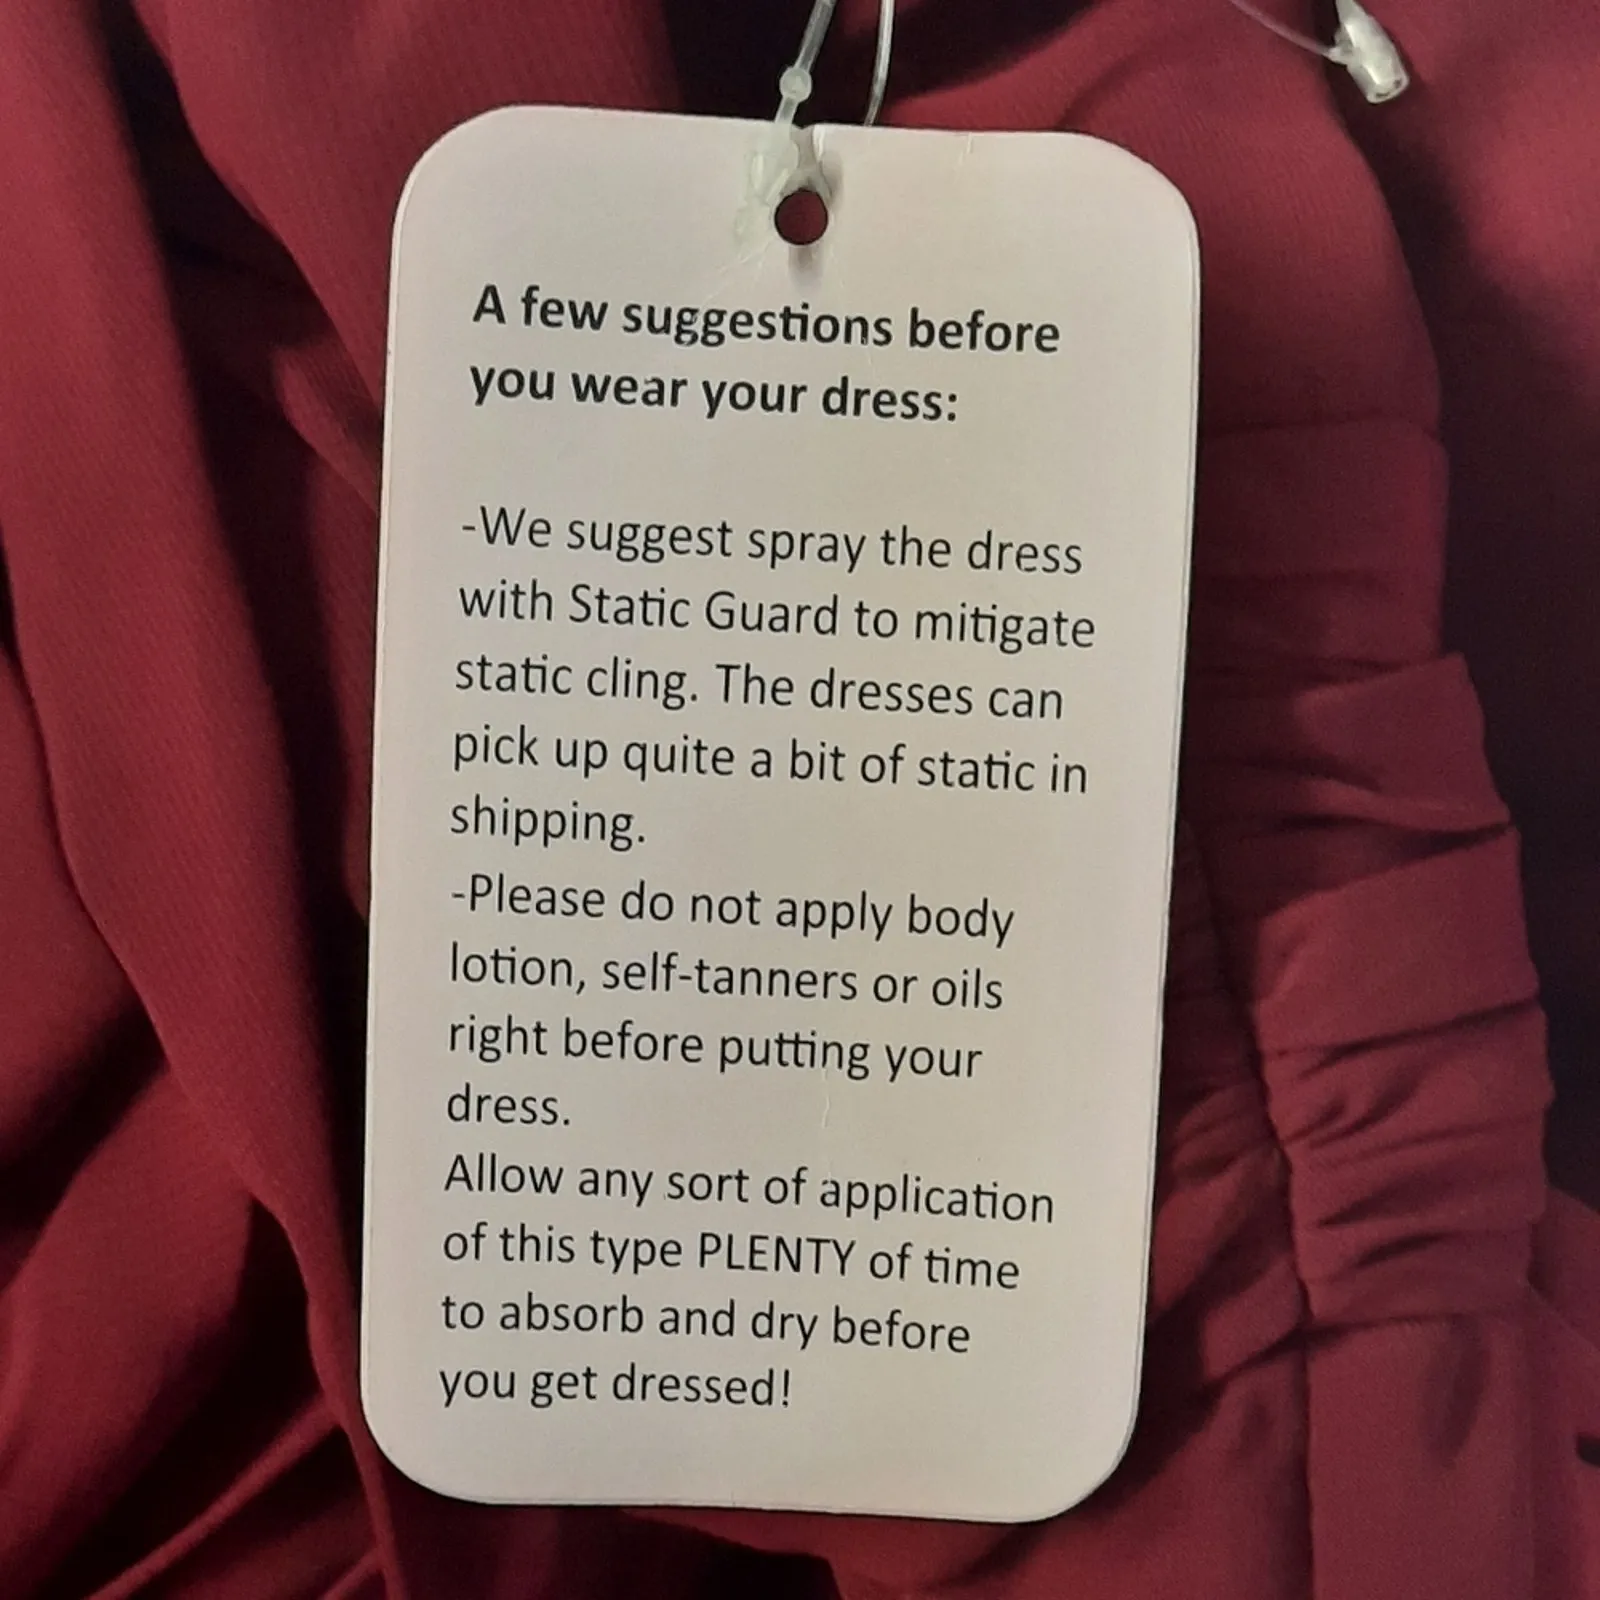 A few suggestions before
you wear your dress:
-We suggest spray the dress
with Static Guard to mitigate
static cling. The dresses can
pick up quite a bit of static in
shipping.
-Please do not apply body
lotion, self-tanners or oils
right before putting your
dress.
Allow any sort of application
of this type PLENTY of time
to absorb and dry before
you get dressed!